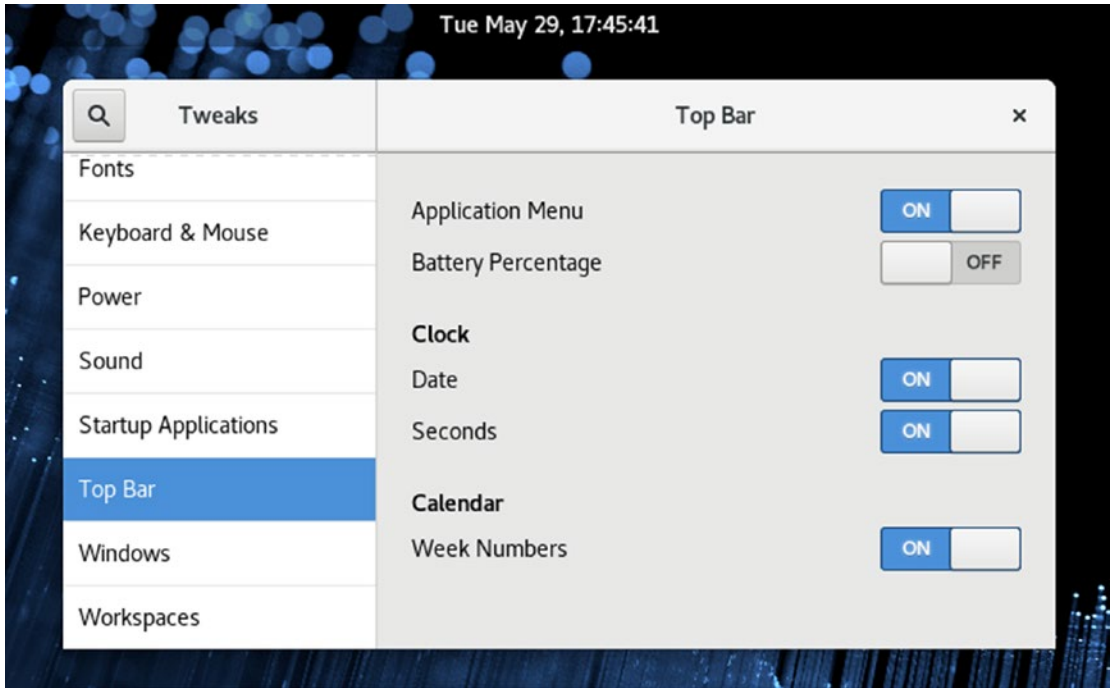 Tue May 29, 17:45:41
Tweaks
Top Bar
Fonts
Keyboard & Mouse
Power
Sound
Startup Applications
Top Bar
Windows
Workspaces
Application Menu ON
Battery Percentage OFF
Clock
Date ON
Seconds ON
Calendar
Week Numbers ON